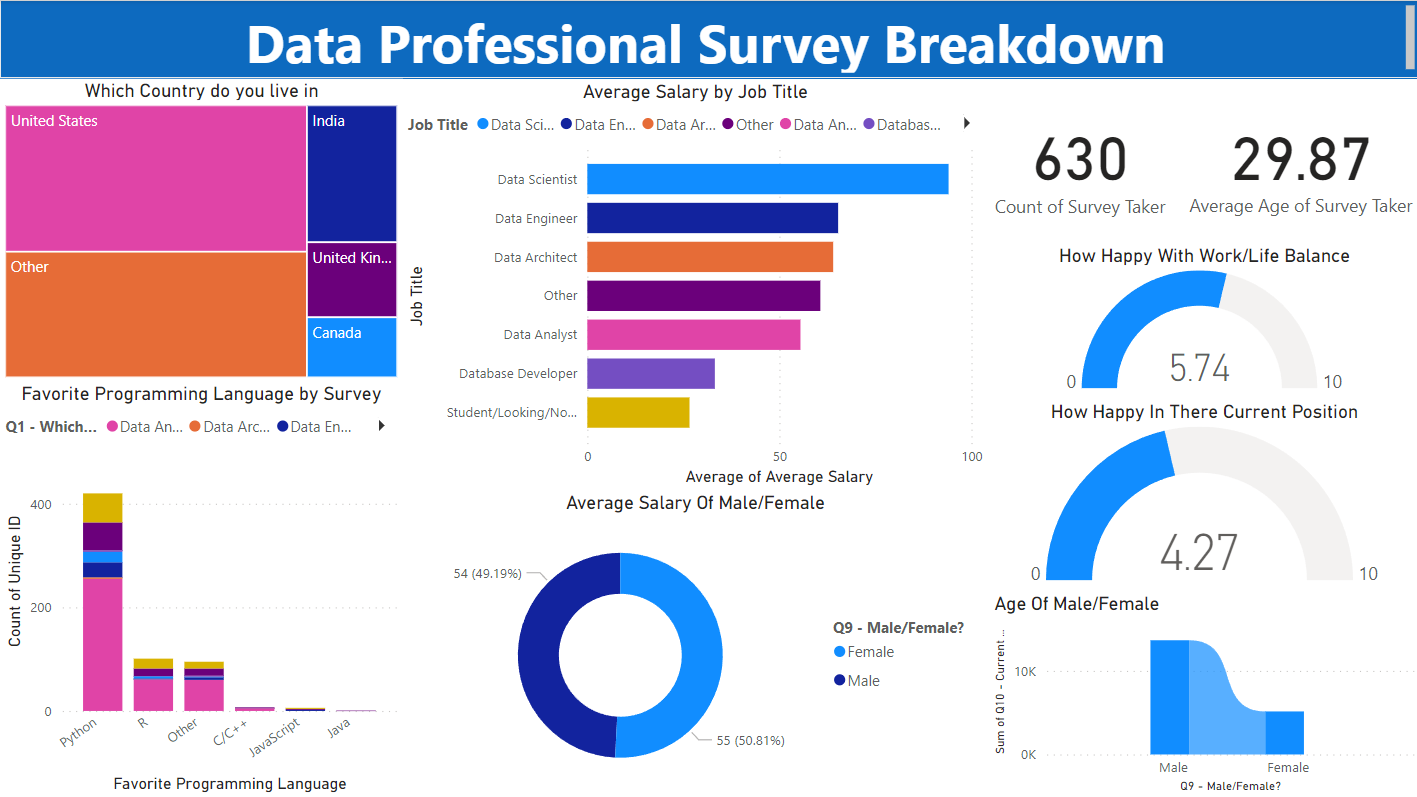 Data Professional Survey Breakdown
Which Country do you live in
United States
India
Other
United Kin...
Canada
Favorite Programming Language by Survey
Q1 - Which... Data An... Data Arc... Data En...
Count of Unique ID
400
200
0
Python
R
Other
C/C++
JavaScript
Java
Favorite Programming Language
Average Salary by Job Title
Job Title Data Sci... Data En... Data Ar... Other Data An... Databas...
Job Title
Data Scientist
Data Engineer
Data Architect
Other
Data Analyst
Database Developer
Student/Looking/No...
0
50
100
Average of Average Salary
Average Salary Of Male/Female
54 (49.19%)
55 (50.81%)
Q9 - Male/Female?
Female
Male
630
Count of Survey Taker
29.87
Average Age of Survey Taker
How Happy With Work/Life Balance
5.74
0
10
How Happy In There Current Position
4.27
0
10
Age Of Male/Female
Sum of Q10 - Current ...
10K
0K
Male
Female
Q9 - Male/Female?